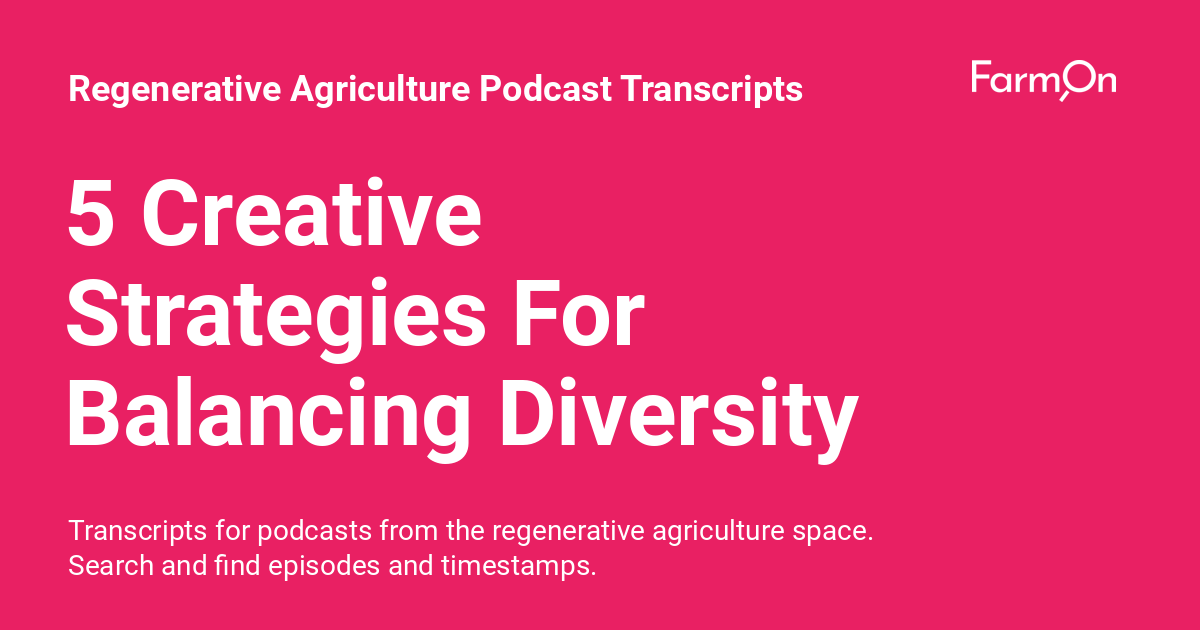 Regenerative Agriculture Podcast Transcripts
FarmOn
5 Creative
Strategies For
Balancing Diversity
Transcripts for podcasts from the regenerative agriculture space.
Search and find episodes and timestamps.